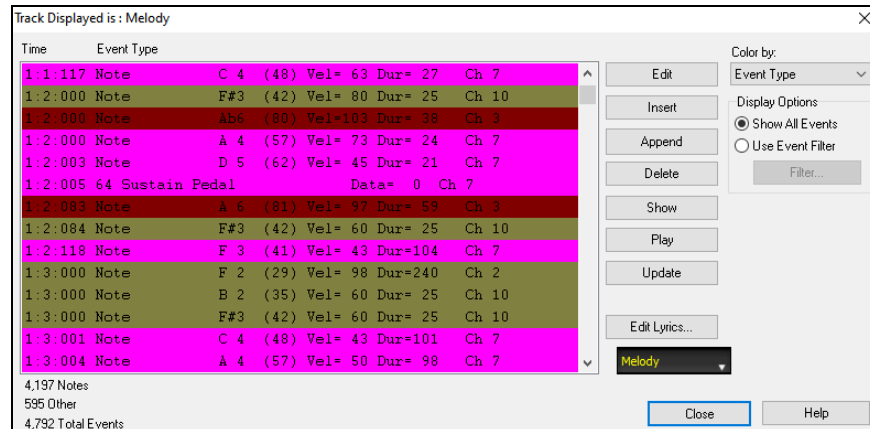 Track Displayed is : Melody
Time Event Type
1:1:117 Note C 4 (48) Vel= 63 Dur= 27 Ch 7
1:2:000 Note F#3 (42) Vel= 80 Dur= 25 Ch 10
1:2:000 Note Ab6 (80) Vel=103 Dur= 38 Ch 3
1:2:000 Note A 4 (57) Vel= 73 Dur= 24 Ch 7
1:2:003 Note D 5 (62) Vel= 45 Dur= 21 Ch 7
1:2:005 64 Sustain Pedal Data= 0 Ch 7
1:2:083 Note A 6 (81) Vel= 97 Dur= 59 Ch 3
1:2:084 Note F#3 (42) Vel= 60 Dur= 25 Ch 10
1:2:118 Note F 3 (41) Vel= 43 Dur=104 Ch 7
1:3:000 Note F 2 (29) Vel= 98 Dur=240 Ch 2
1:3:000 Note B 2 (35) Vel= 60 Dur= 25 Ch 10
1:3:000 Note F#3 (42) Vel= 60 Dur= 25 Ch 10
1:3:001 Note C 4 (48) Vel= 43 Dur=101 Ch 7
1:3:004 Note A 4 (57) Vel= 50 Dur= 98 Ch 7
4,197 Notes
595 Other
4,792 Total Events
Edit
Insert
Append
Delete
Show
Play
Update
Edit Lyrics...
Melody
Color by:
Event Type
Display Options
Show All Events
Use Event Filter
Filter...
Close
Help